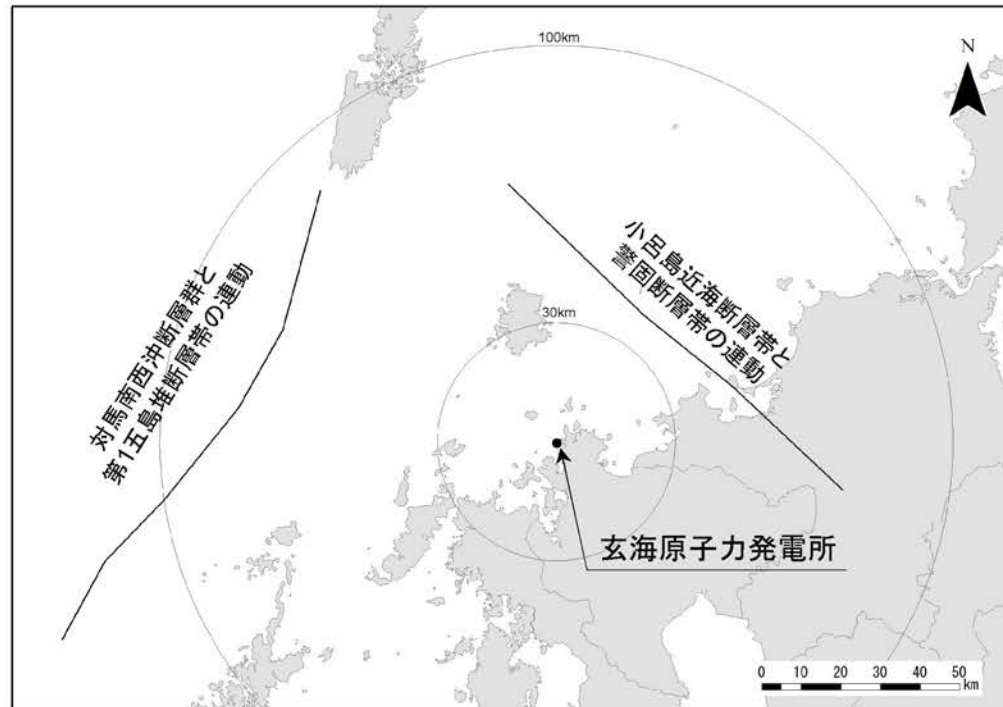 100km
N
小呂島近海断層帯と
警固断層帯の連動
対馬南西沖断層群と
第1五島堆断層帯の連動
30km
玄海原子力発電所
0 10 20 30 40 50
km